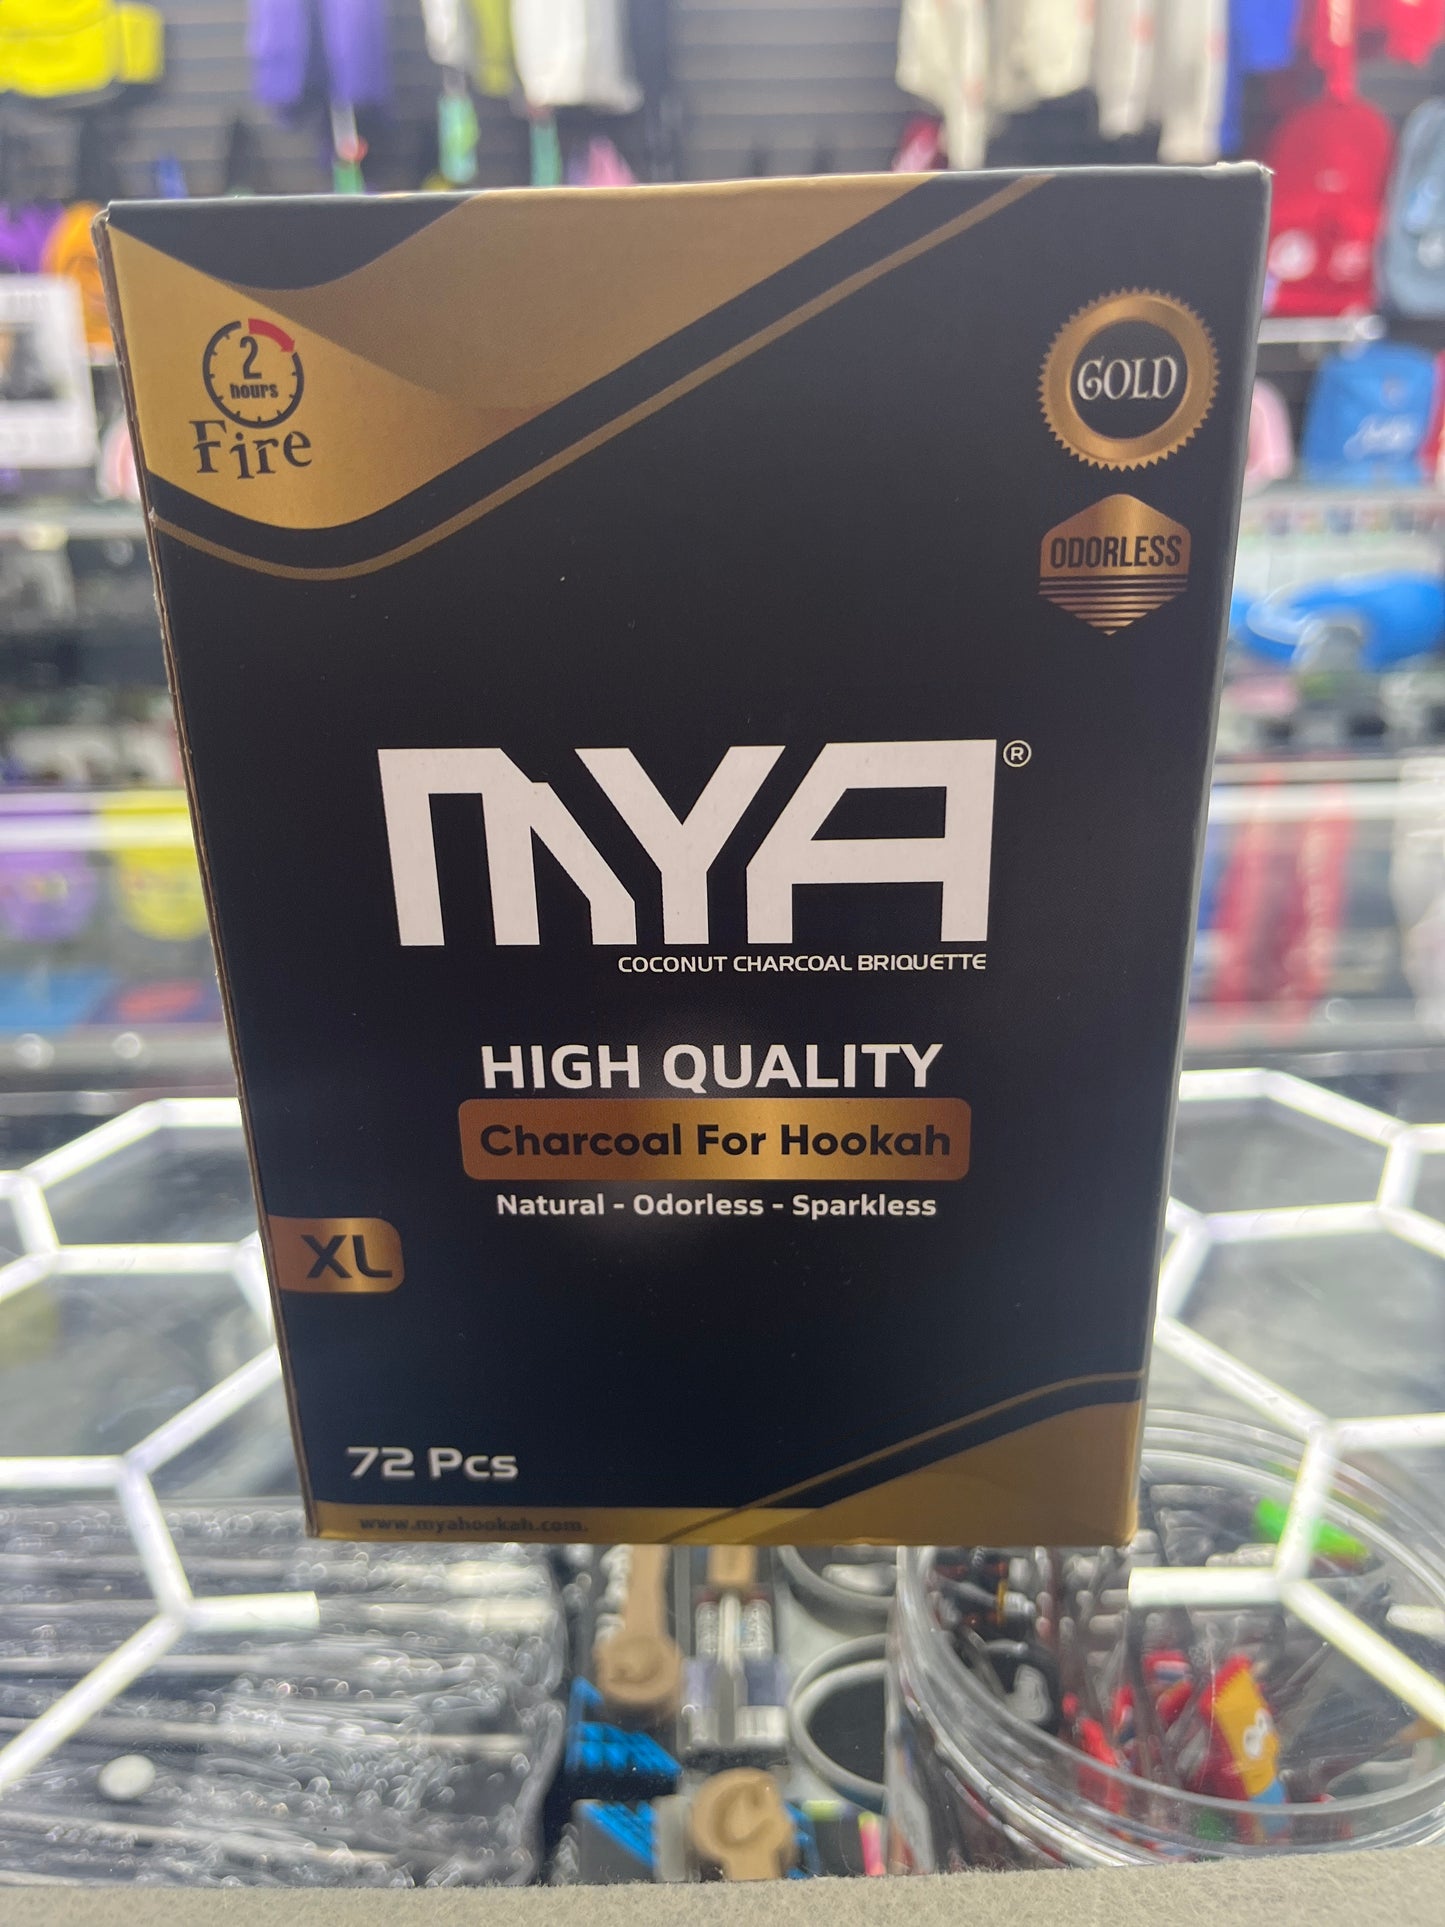 2
hours
Fire
GOLD
ODORLESS
MYA®
COCONUT CHARCOAL BRIQUETTE
HIGH QUALITY
Charcoal For Hookah
Natural - Odorless - Sparkless
XL
72 Pcs
www.myahookah.com